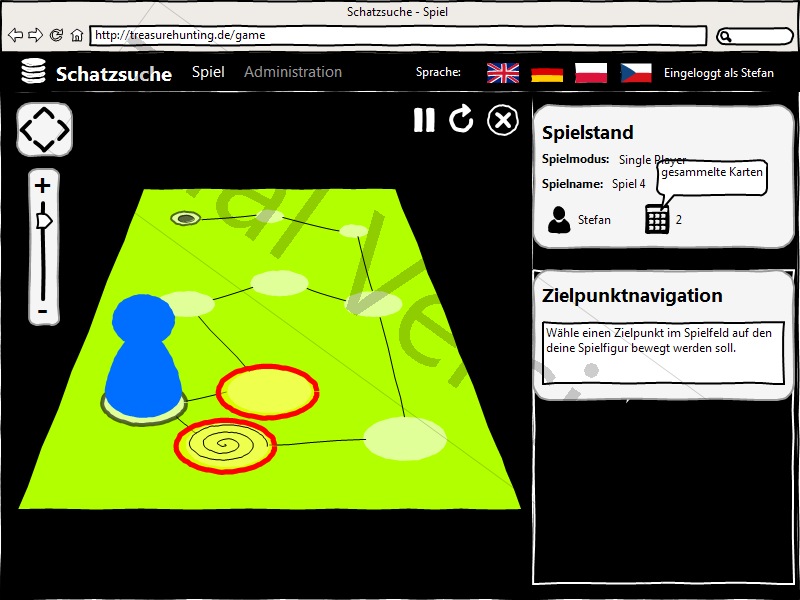 Schatzsuche - Spiel
http://treasurehunting.de/game
Schatzsuche
Spiel
Administration
Sprache:
Eingeloggt als Stefan
Spielstand
Spielmodus: Single Player
gesammelte Karten
Spielname: Spiel 4
Stefan
2
Zielpunktnavigation
Wähle einen Zielpunkt im Spielfeld auf den
deine Spielfigur bewegt werden soll.